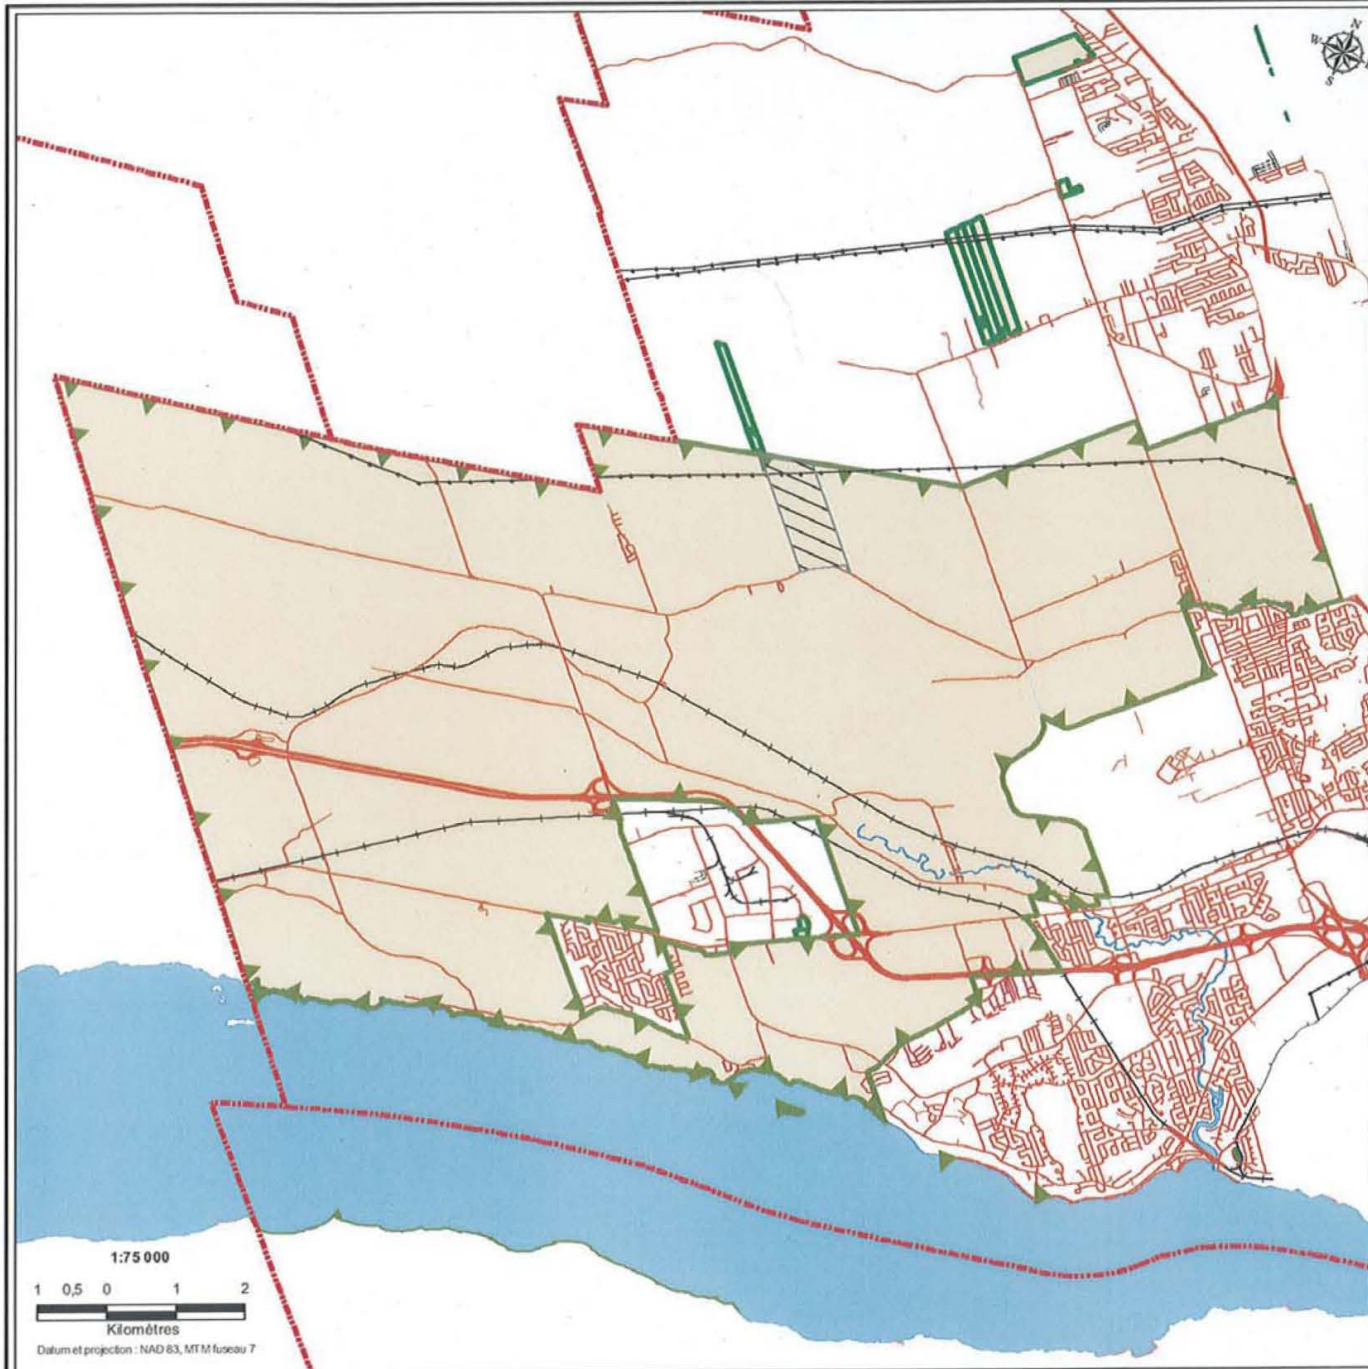 N
W
S
1:75 000
1 0,5 0 1 2
Kilomètres
Datum et projection : NAD 83, MTM fuseau 7